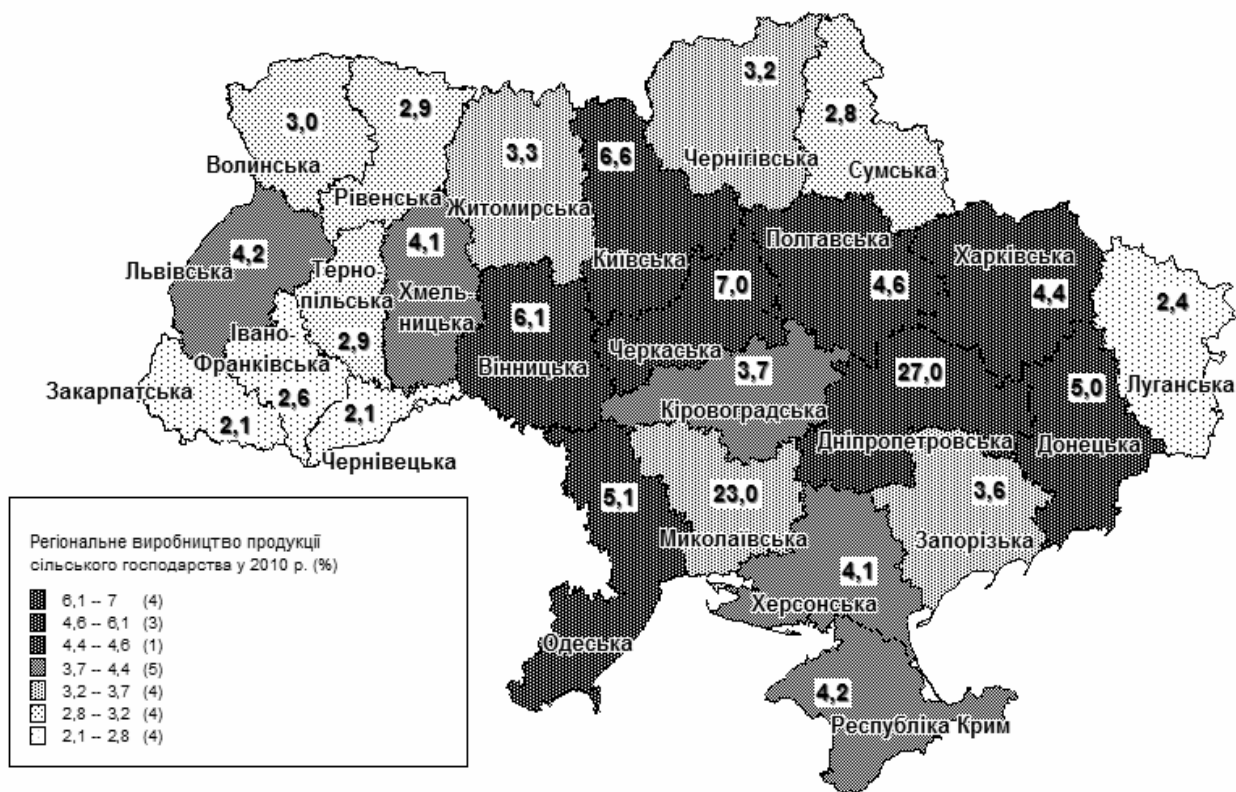 3,2
2,9
3,0
2,8
3,3
6,6
Чернігівська
Волинська
Сумська
Рівенська
Житомирська
4,2
4,1
Полтавська
Харківська
Львівська
Терно-
пільська
Київська
7,0
4,6
4,4
2,4
Хмель-
ницька
6,1
Івано-
Франківська
2,9
Вінницька
Черкаська
3,7
27,0
5,0
Луганська
Закарпатська
2,6
2,1
2,1
Кіровоградська
Дніпропетровська
Донецька
Чернівецька
5,1
23,0
3,6
Миколаївська
Запорізька
4,1
Херсонська
Одеська
4,2
Республіка Крим
Регіональне виробництво продукції
сільського господарства у 2010 р. (%)
6,1 -- 7 (4)
4,6 -- 6,1 (3)
4,4 -- 4,6 (1)
3,7 -- 4,4 (5)
3,2 -- 3,7 (4)
2,8 -- 3,2 (4)
2,1 -- 2,8 (4)